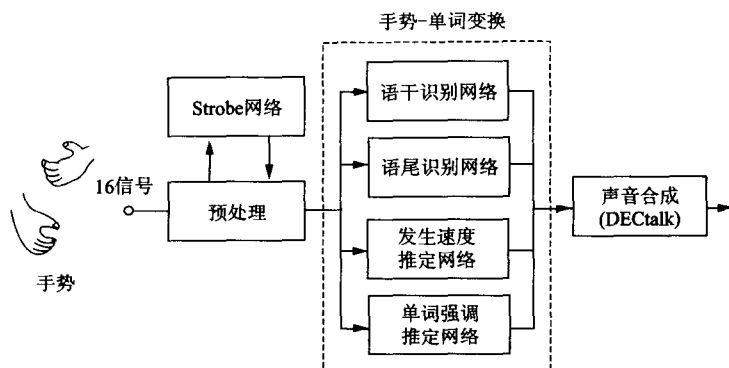 手势-单词变换
Strobe网络
16信号
预处理
手势
语干识别网络
语尾识别网络
发生速度
推定网络
单词强调
推定网络
声音合成
(DECtalk)